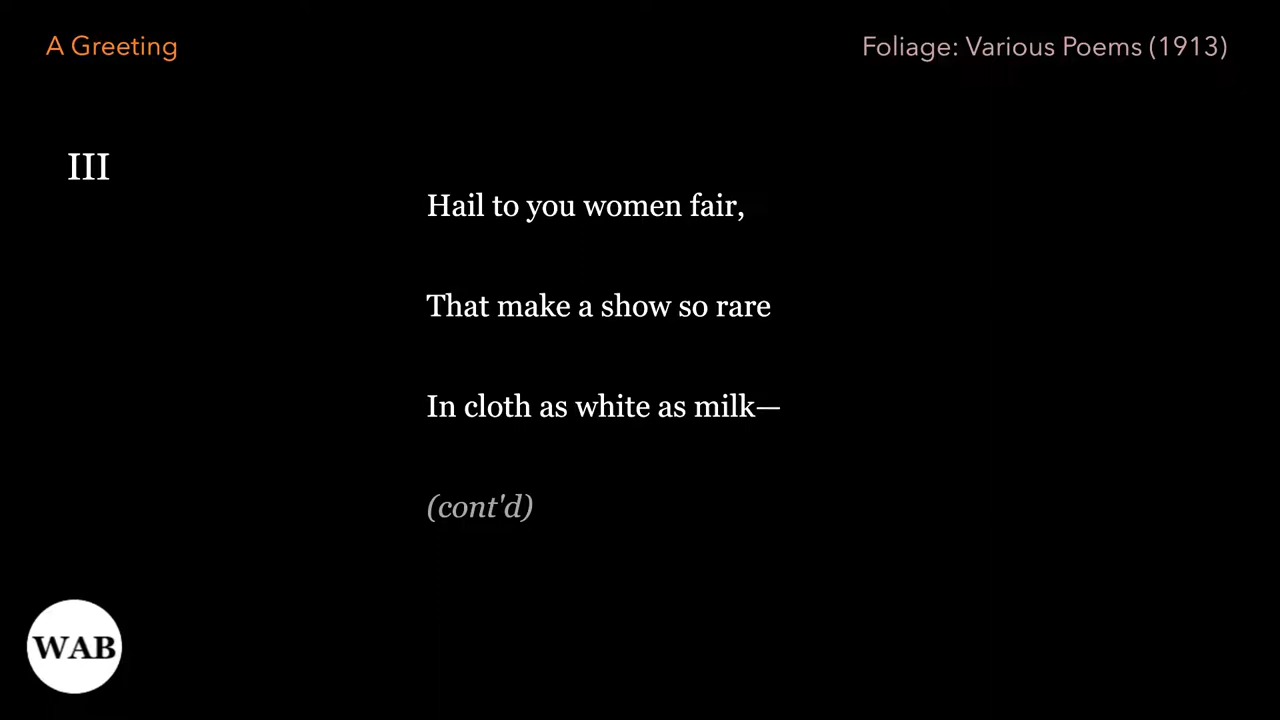 A Greeting
Foliage: Various Poems (1913)
III
Hail to you women fair,
That make a show so rare
In cloth as white as milk—
(cont'd)
WAB